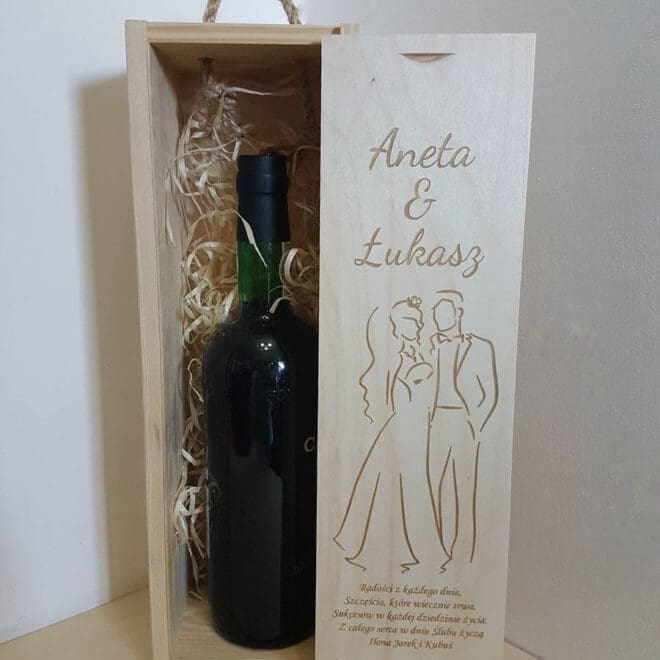 Aneta
&
Łukasz
Radości z każdego dnia,
Szczęścia, które wiecznie trwa.
Sukcesów w każdej dziedzinie życia.
Z całego serca w dniu Ślubu życzą
Ilona Jarek i Kubuś